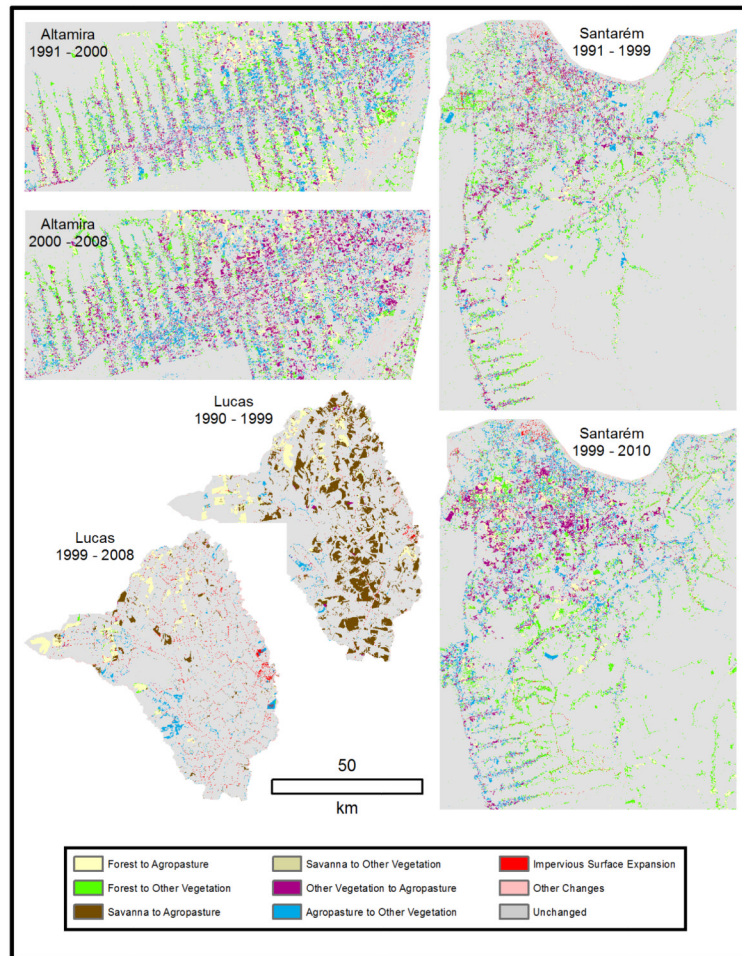 Altamira
1991 - 2000
Santarém
1991 - 1999
Altamira
2000 - 2008
Lucas
1990 - 1999
Santarém
1999 - 2010
Lucas
1999 - 2008
50
km
Forest to Agropasture
Savanna to Other Vegetation
Impervious Surface Expansion
Forest to Other Vegetation
Other Vegetation to Agropasture
Other Changes
Savanna to Agropasture
Agropasture to Other Vegetation
Unchanged